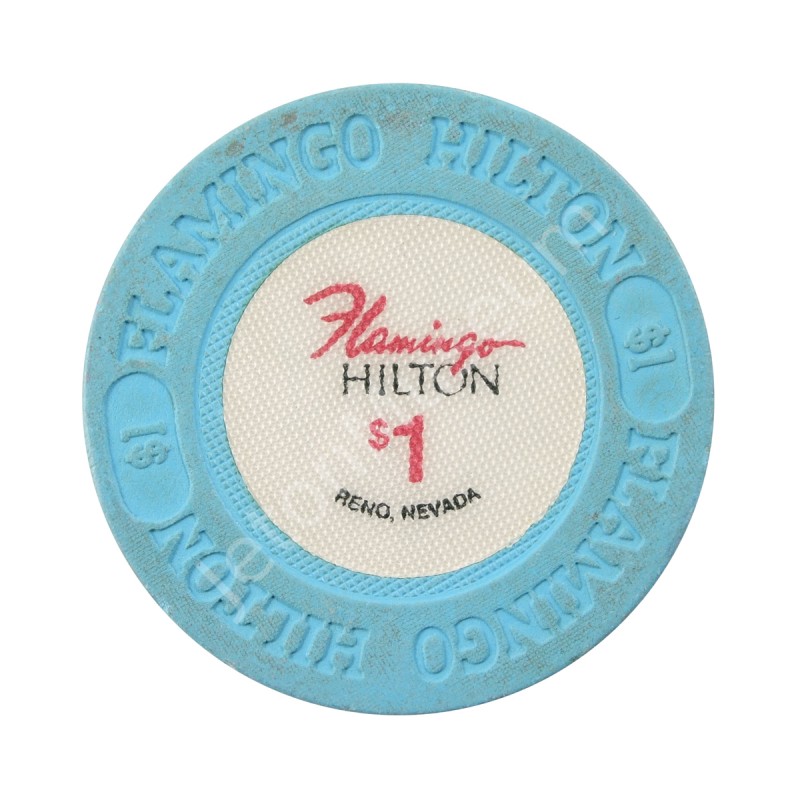 FLAMINGO HILTON
$1
FLAMINGO HILTON
$1
Flamingo
HILTON
$1
RENO, NEVADA